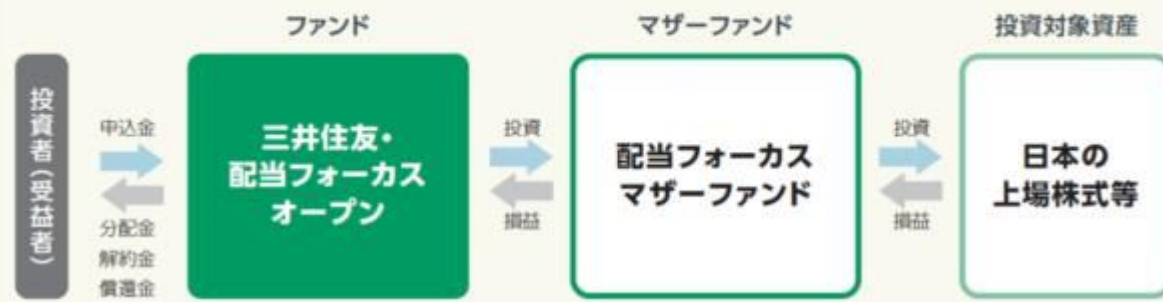 ファンド
マザーファンド
投資対象資産
投資者（受益者）
申込金
分配金
解約金
償還金
三井住友・
配当フォーカス
オープン
投資
損益
配当フォーカス
マザーファンド
投資
損益
日本の
上場株式等